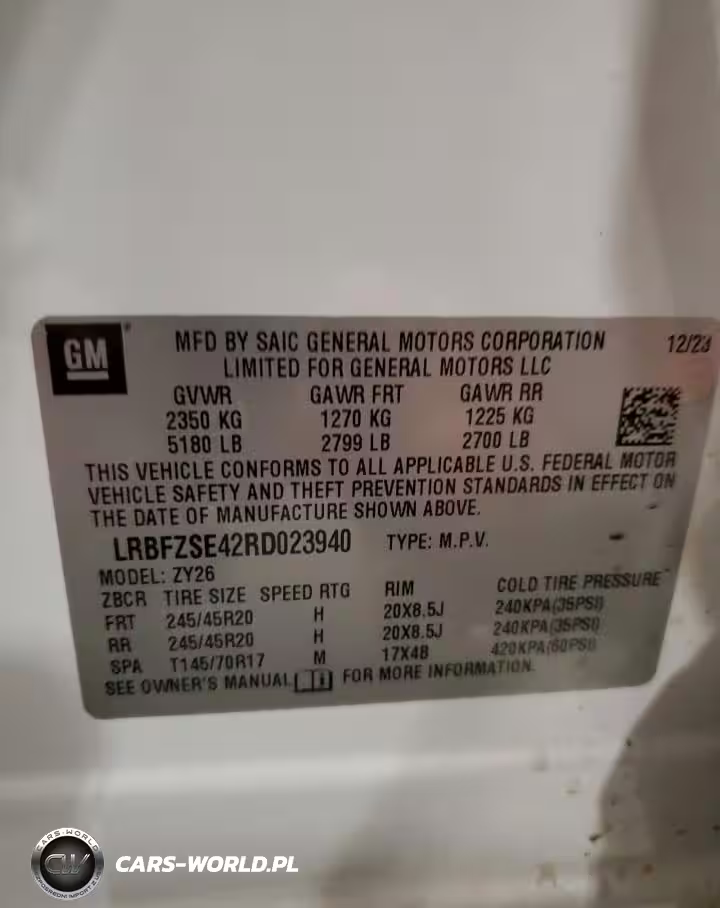 GM
MFD BY SAIC GENERAL MOTORS CORPORATION 12/23
LIMITED FOR GENERAL MOTORS LLC
GVWR GAWR FRT GAWR RR
2350 KG 1270 KG 1225 KG
5180 LB 2799 LB 2700 LB
THIS VEHICLE CONFORMS TO ALL APPLICABLE U.S. FEDERAL MOTOR
VEHICLE SAFETY AND THEFT PREVENTION STANDARDS IN EFFECT ON
THE DATE OF MANUFACTURE SHOWN ABOVE.
LRBFZSE42RD023940 TYPE: M.P.V.
MODEL: ZY26
ZBCR TIRE SIZE SPEED RTG RIM COLD TIRE PRESSURE
FRT 245/45R20 H 20X8.5J 240KPA(35PSI)
RR 245/45R20 H 20X8.5J 240KPA(35PSI)
SPA T145/70R17 M 17X4B 420KPA(60PSI)
SEE OWNER'S MANUAL FOR MORE INFORMATION.
CARS-WORLD
CW
CARS-WORLD.PL